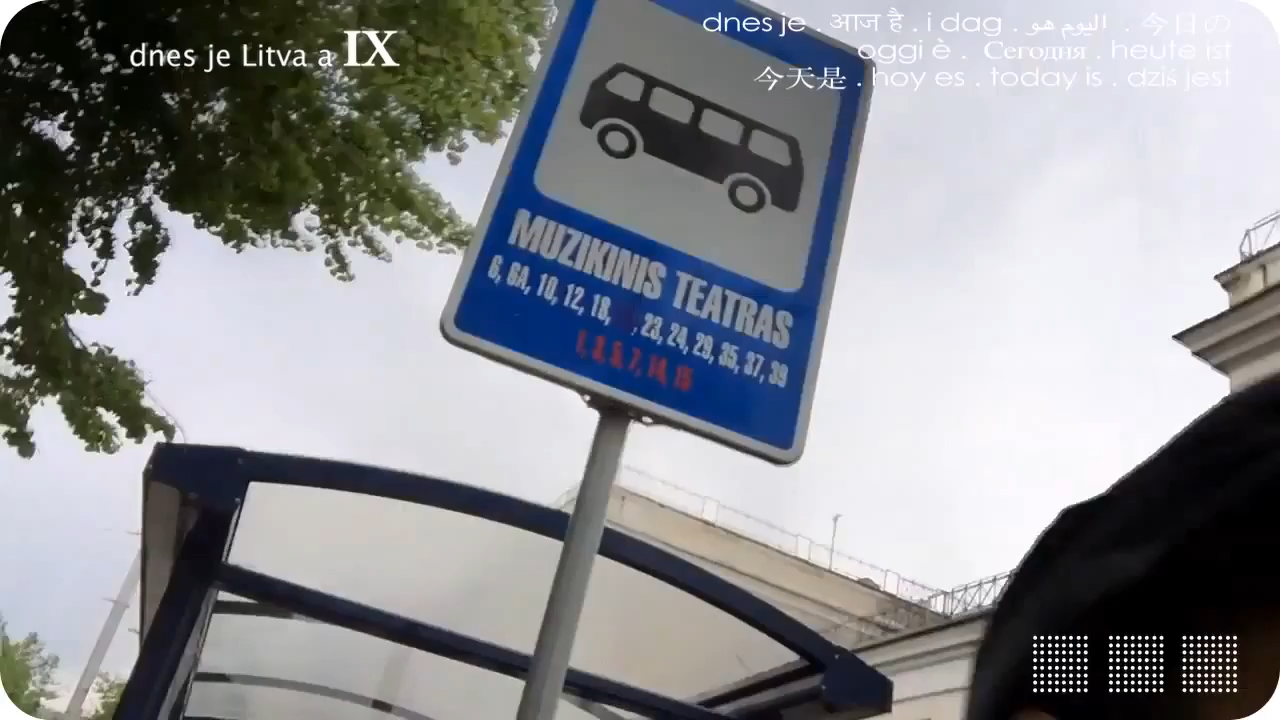 dnes je Litva a IX
dnes je . आज है . i dag . اليوم هو . 今日の
oggi è . Сегодня . heute ist
今天是 . hoy es . today is . dziś jest
MUZIKINIS TEATRAS
6, 6A, 10, 12, 18, , 23, 24, 29, 35, 37, 39
1, 3, 5, 7, 14, 15